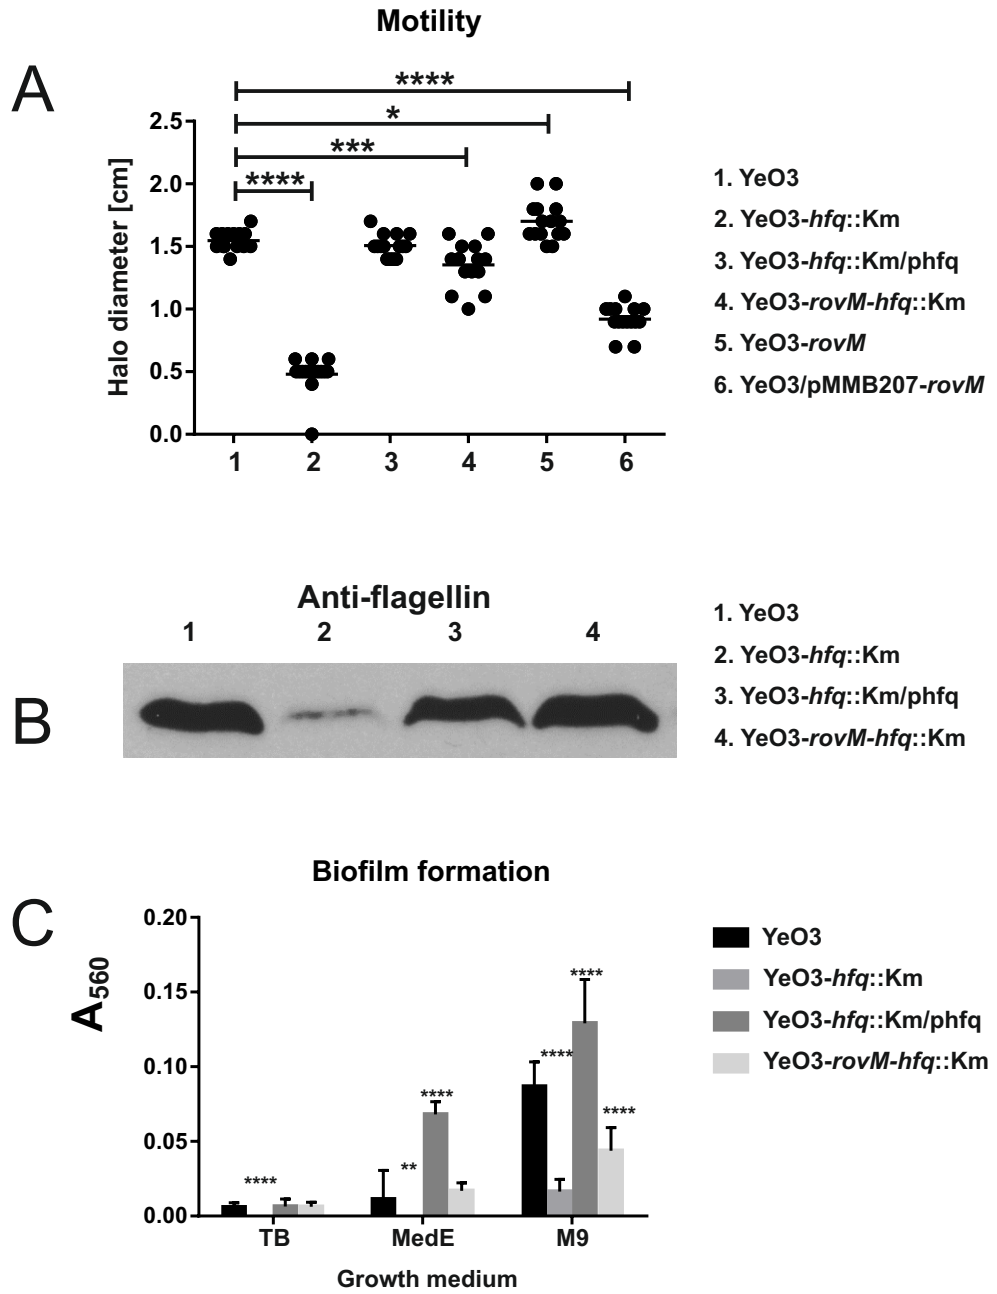 Motility
A
****
*
***
****
2.5
2.0
1.5
1.0
0.5
0.0
Halo diameter [cm]
1 2 3 4 5 6
1. YeO3
2. YeO3-hfq::Km
3. YeO3-hfq::Km/phfq
4. YeO3-rovM-hfq::Km
5. YeO3-rovM
6. YeO3/pMMB207-rovM
Anti-flagellin
1 2 3 4
B
1. YeO3
2. YeO3-hfq::Km
3. YeO3-hfq::Km/phfq
4. YeO3-rovM-hfq::Km
Biofilm formation
C
0.20
0.15
0.10
0.05
0.00
A560
****
**
****
****
****
****
TB MedE M9
Growth medium
YeO3
YeO3-hfq::Km
YeO3-hfq::Km/phfq
YeO3-rovM-hfq::Km